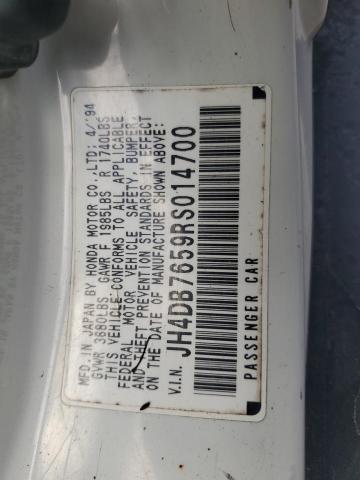 MFD. IN JAPAN BY HONDA MOTOR CO.,LTD; 4/'94
GVWR 3680LBS GAWR F 1985LBS R 1740LBS
THIS VEHICLE CONFORMS TO ALL APPLICABLE
FEDERAL MOTOR VEHICLE SAFETY, BUMPER,
AND THEFT PREVENTION STANDARDS IN EFFECT
ON THE DATE OF MANUFACTURE SHOWN ABOVE:
V.I.N. JH4DB7659RS014700
PASSENGER CAR